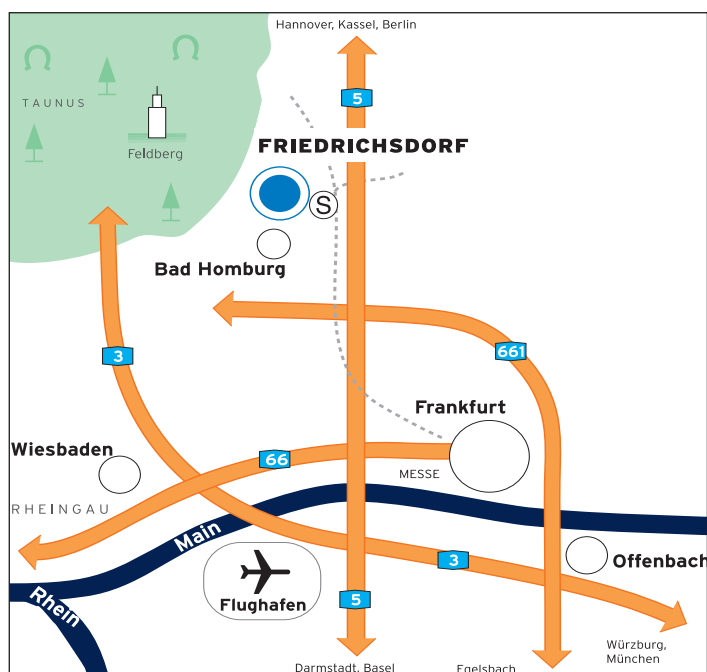 Hannover, Kassel, Berlin
5
TAUNUS
Feldberg
FRIEDRICHSDORF
S
Bad Homburg
3
661
Frankfurt
Wiesbaden
66
MESSE
RHEINGAU
Main
3
Offenbach
Rhein
Flughafen
5
Würzburg,
München
Darmstadt, Basel
Egelsbach